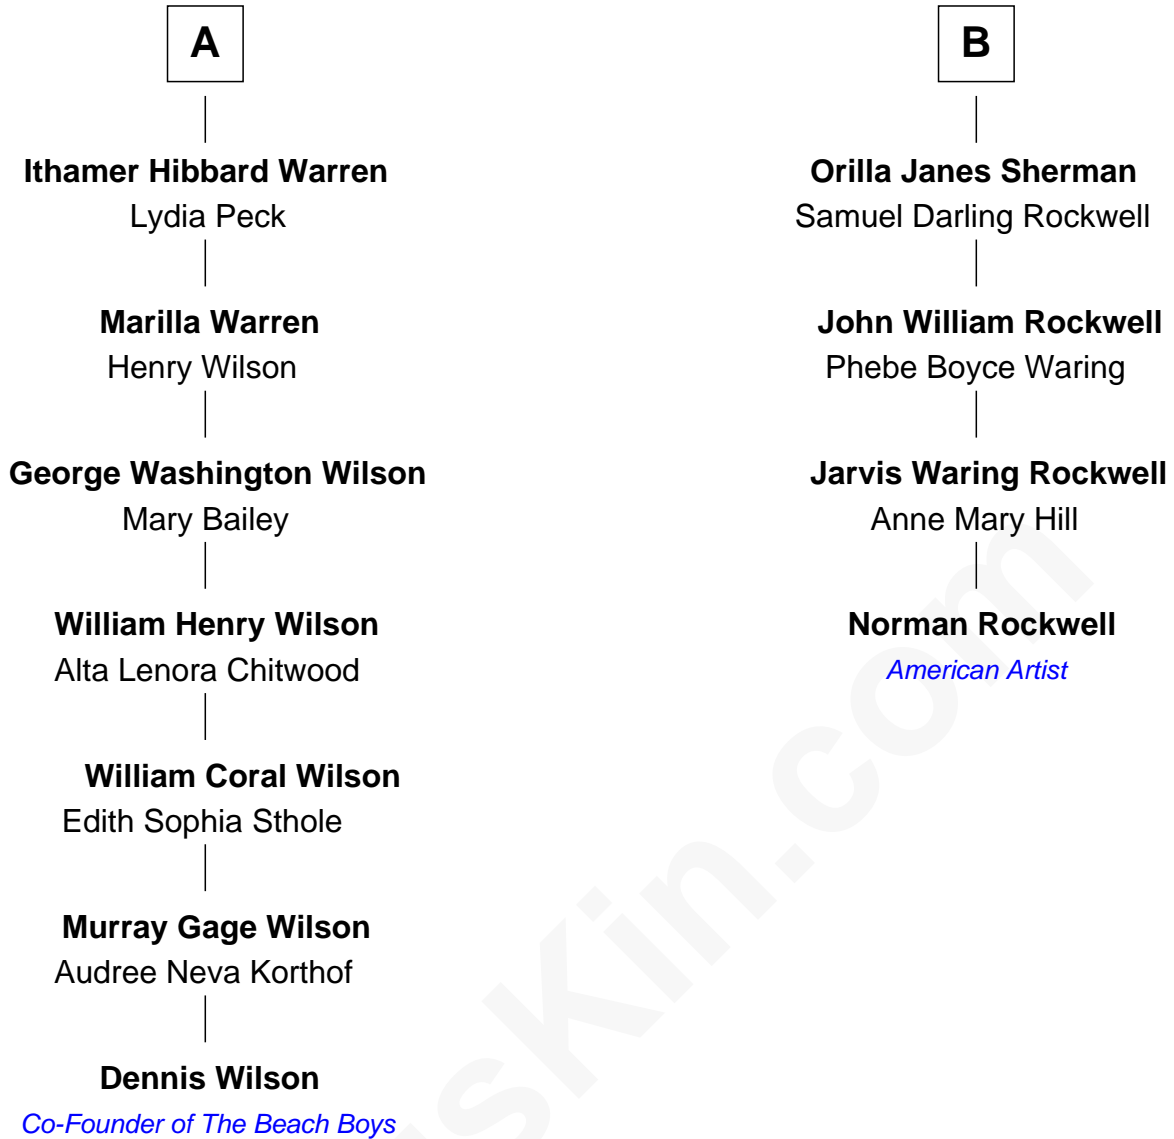 A
Ithamer Hibbard Warren
Lydia Peck
Marilla Warren
Henry Wilson
George Washington Wilson
Mary Bailey
William Henry Wilson
Alta Lenora Chitwood
William Coral Wilson
Edith Sophia Sthole
Murray Gage Wilson
Audree Neva Korthof
Dennis Wilson
Co-Founder of The Beach Boys
B
Orilla Janes Sherman
Samuel Darling Rockwell
John William Rockwell
Phebe Boyce Waring
Jarvis Waring Rockwell
Anne Mary Hill
Norman Rockwell
American Artist
sKin.com